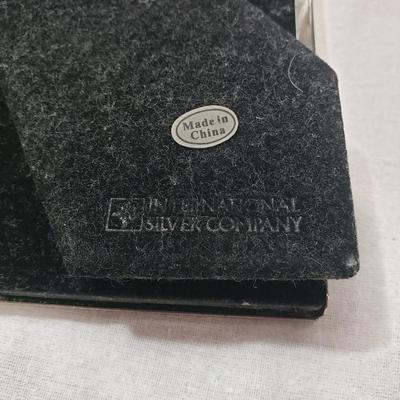 Made in
China
INTERNATIONAL
SILVER COMPANY